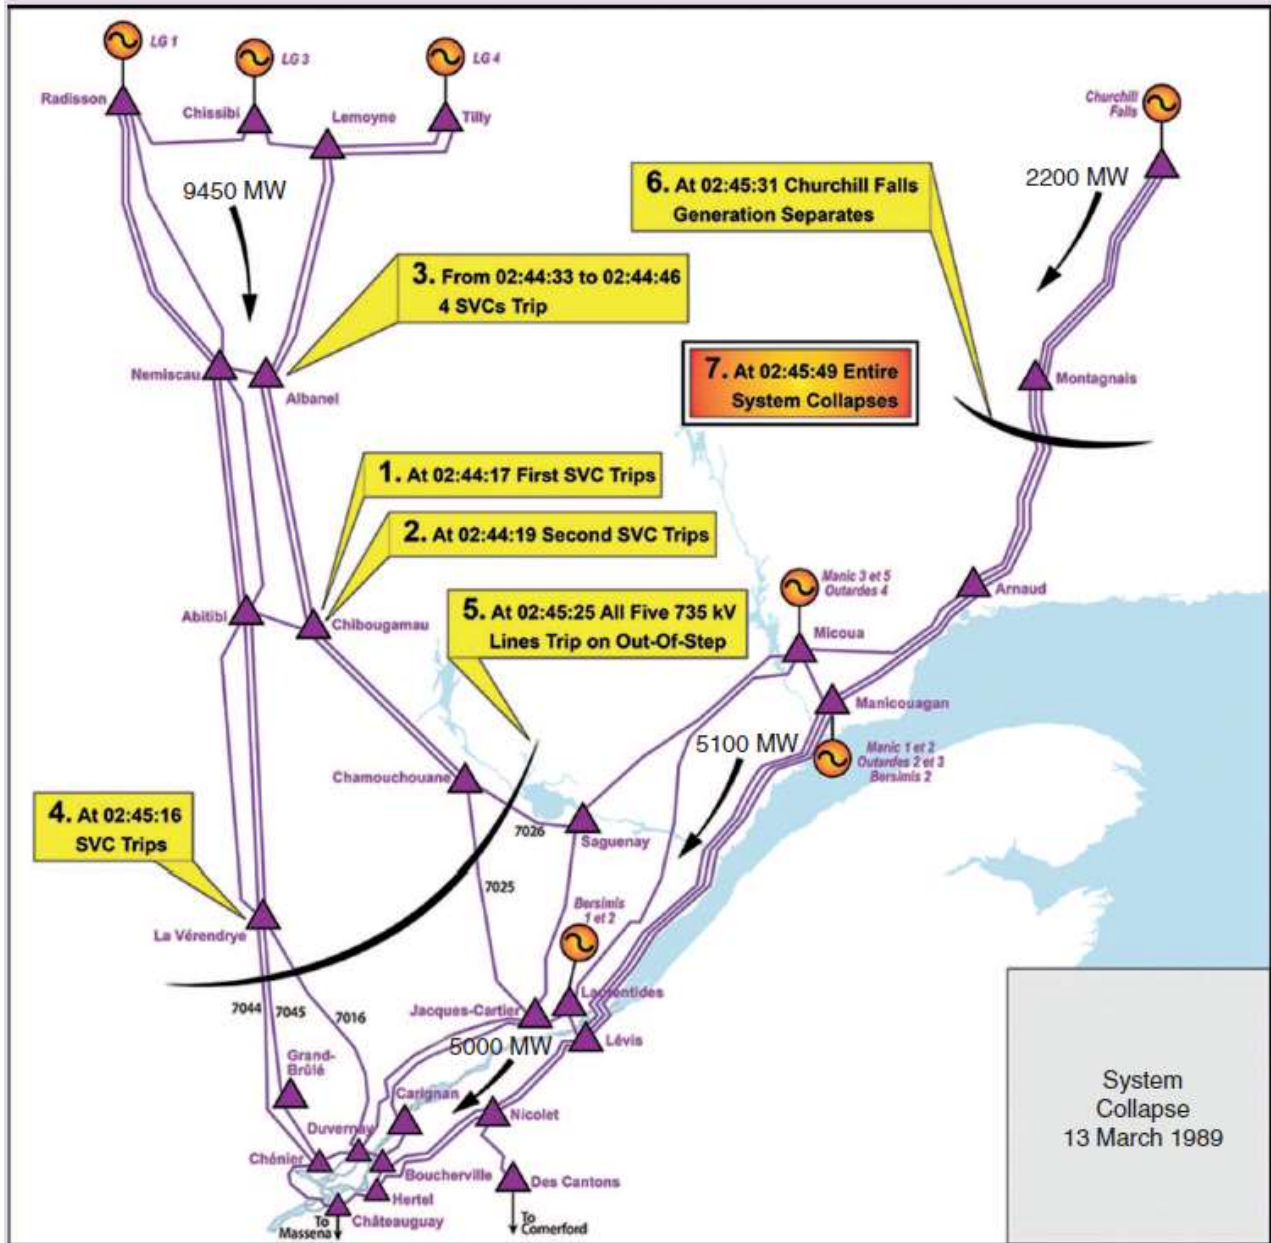 LG 1
LG 3
LG 4
Radisson
Chissibi
Lemoyne
Tilly
Churchill
Falls
9450 MW
2200 MW
6. At 02:45:31 Churchill Falls
Generation Separates
3. From 02:44:33 to 02:44:46
4 SVCs Trip
7. At 02:45:49 Entire
System Collapses
Nemiscau
Albanel
Montagnais
1. At 02:44:17 First SVC Trips
2. At 02:44:19 Second SVC Trips
5. At 02:45:25 All Five 735 kV
Lines Trip on Out-Of-Step
Abitibi
Chibougamau
Manic 3 et 5
Outardes 4
Micoua
Arnaud
Manicouagan
5100 MW
Manic 1 et 2
Outardes 2 et 3
Bersimis 2
Chamouchouane
4. At 02:45:16
SVC Trips
7026
Saguenay
7025
Bersimis
1 et 2
La Vérendrye
Laurentides
7044
7045
7016
Jacques-Cartier
Lévis
5000 MW
Grand-
Brûlé
Carignan
Nicolet
Duvernay
Chénier
Boucherville
Des Cantons
Hertel
Châteauguay
To
Massena
To
Comerford
System
Collapse
13 March 1989